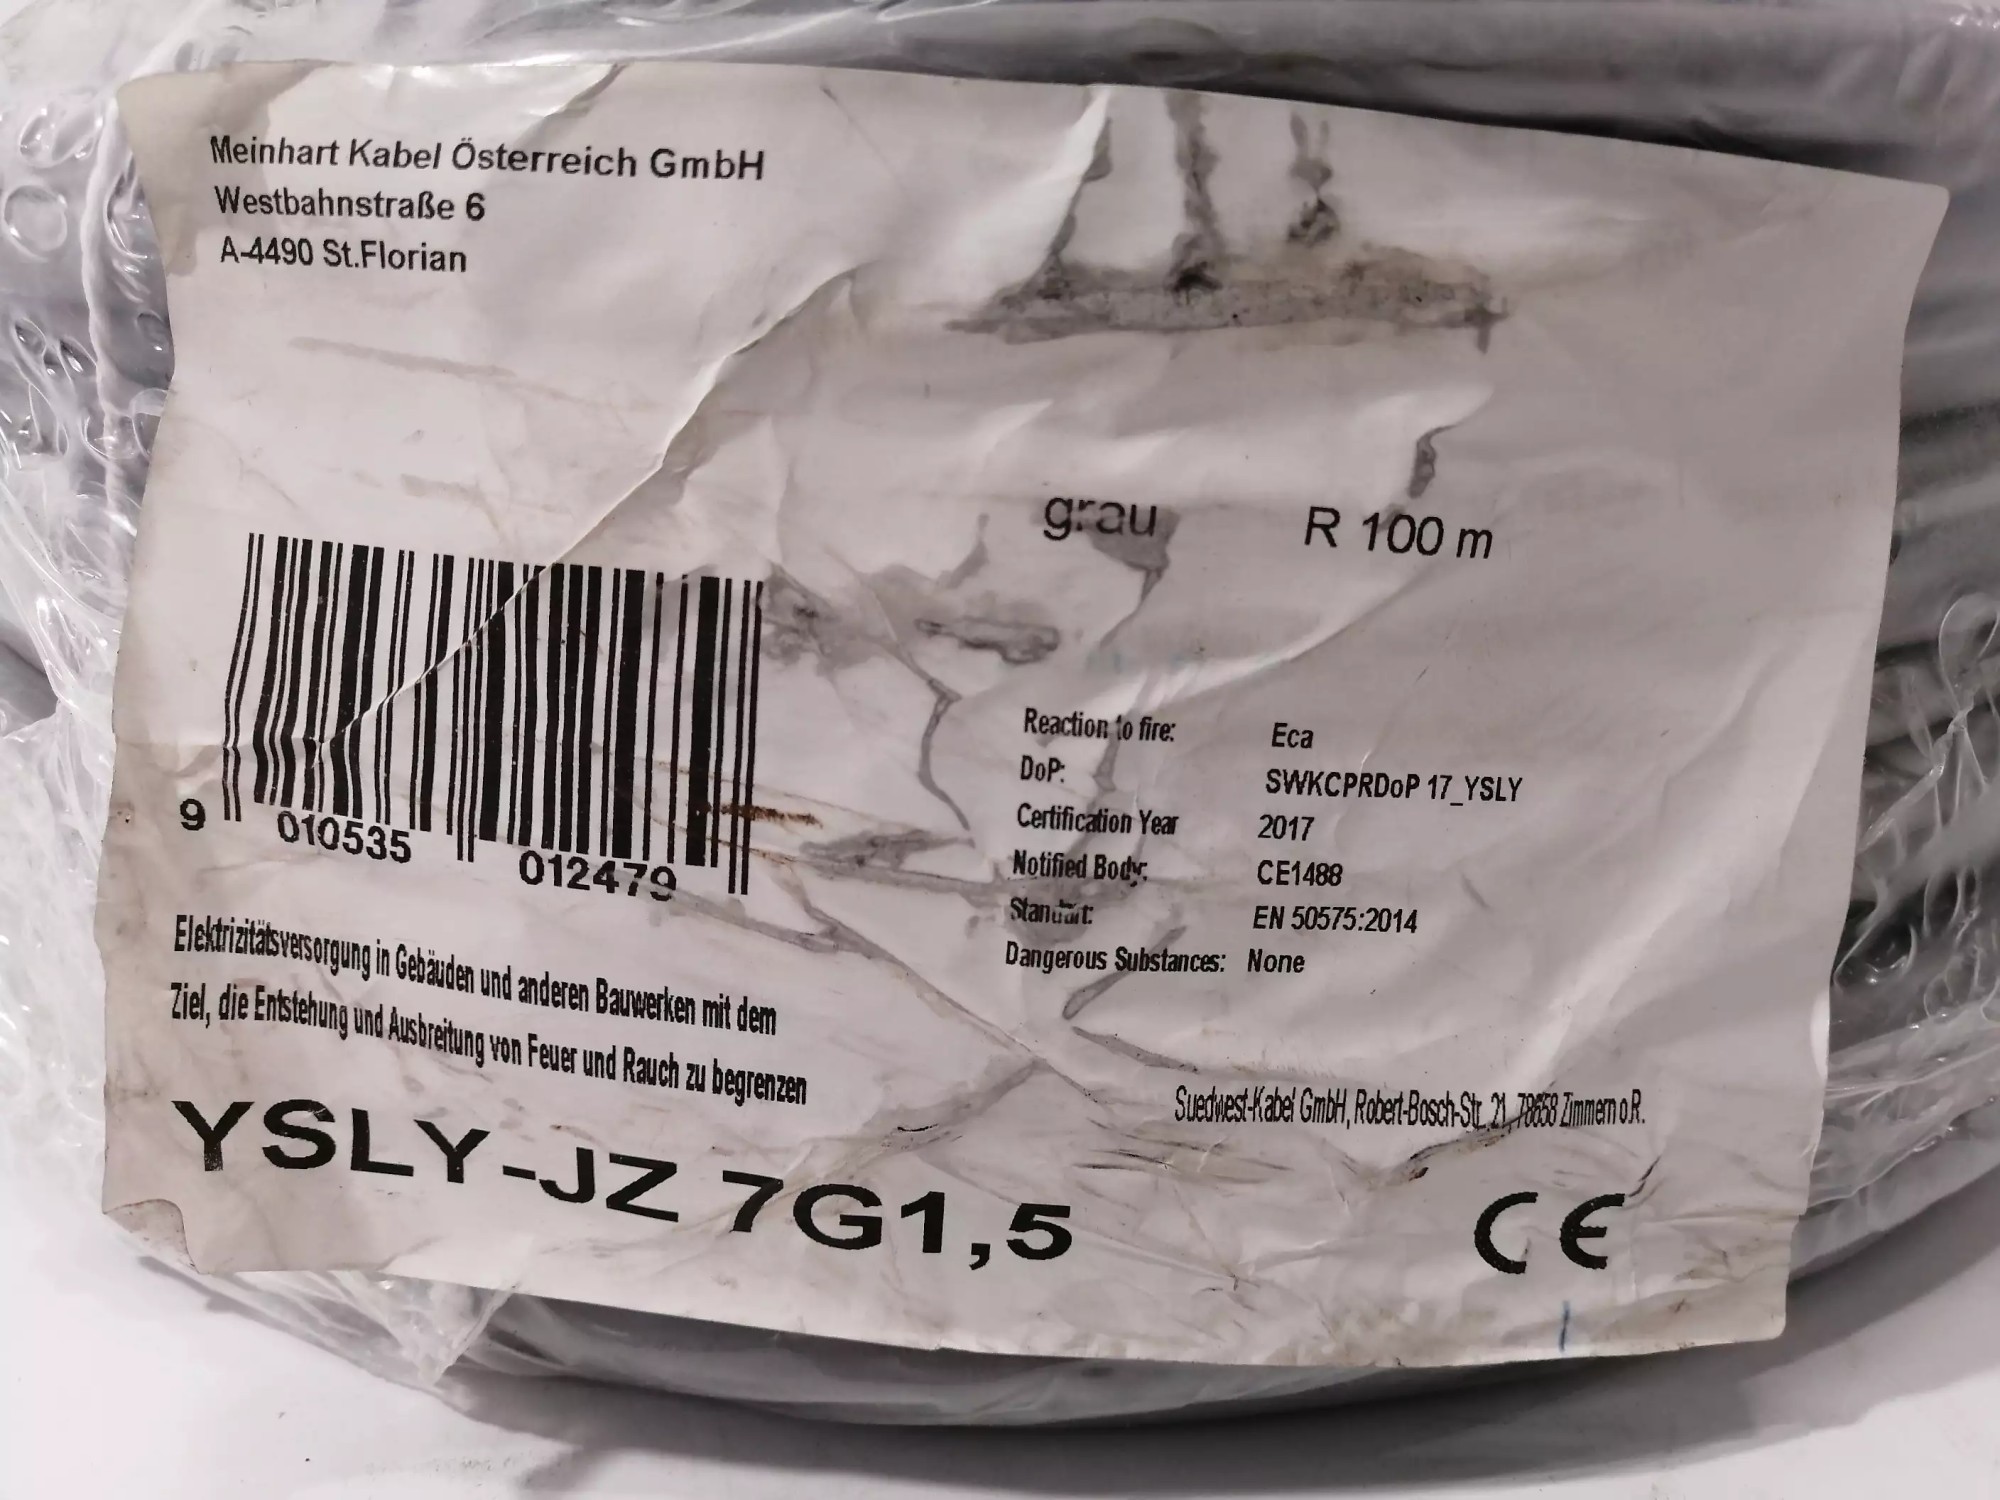 Meinhart Kabel Österreich GmbH
Westbahnstraße 6
A-4490 St.Florian
grau R 100 m
9 010535 012479
Reaction to fire: Eca
DoP: SWKCPRDoP 17_YSLY
Certification Year 2017
Notified Body: CE1488
Standart: EN 50575:2014
Dangerous Substances: None
Elektrizitätsversorgung in Gebäuden und anderen Bauwerken mit dem
Ziel, die Entstehung und Ausbreitung von Feuer und Rauch zu begrenzen
Suedwest-Kabel GmbH, Robert-Bosch-Str. 21, 78658 Zimmern o.R.
YSLY-JZ 7G1,5
CE